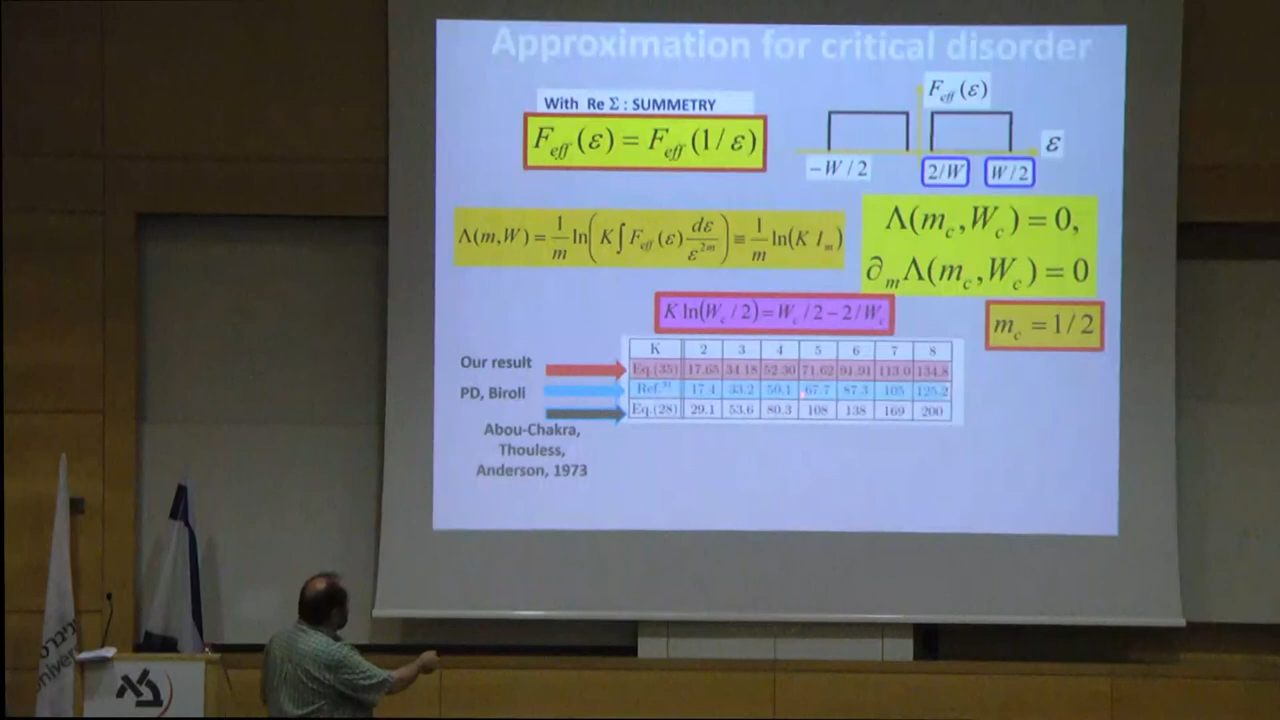 Approximation for critical disorder
With Re Σ : SUMMETRY
F_eff(ε) = F_eff(1/ε)
F_eff(ε)
ε
−W/2
2/W
W/2
Λ(m,W) = 1/m ln(K∫F_eff(ε) dε/ε^{2m}) ≡ 1/m ln(K I_m)
Λ(m_c,W_c) = 0,
∂_mΛ(m_c,W_c) = 0
K ln(W_c/2) = W_c/2 − 2/W_c
m_c = 1/2
K 2 3 4 5 6 7 8
Our result
Eq.(35) 17.65 34.18 52.30 71.62 91.91 113.0 134.8
PD, Biroli
Ref. 17.4 33.2 50.1 67.7 87.3 105 125.2
Eq.(28) 29.1 53.6 80.3 108 138 169 200
Abou-Chakra,
Thouless,
Anderson, 1973